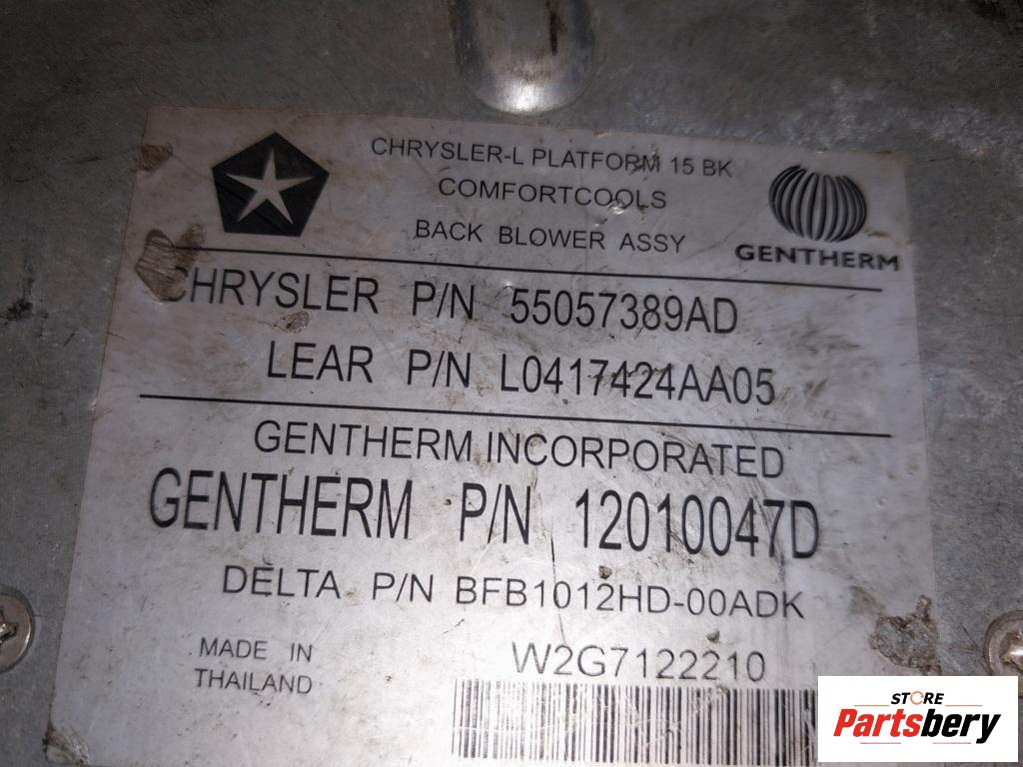 CHRYSLER-L PLATFORM 15 BK
COMFORTCOOLS
BACK BLOWER ASSY
GENTHERM
CHRYSLER P/N 55057389AD
LEAR P/N L0417424AA05
GENTHERM INCORPORATED
GENTHERM P/N 12010047D
DELTA P/N BFB1012HD-00ADK
MADE IN
THAILAND
W2G7122210
STORE
Partsbery